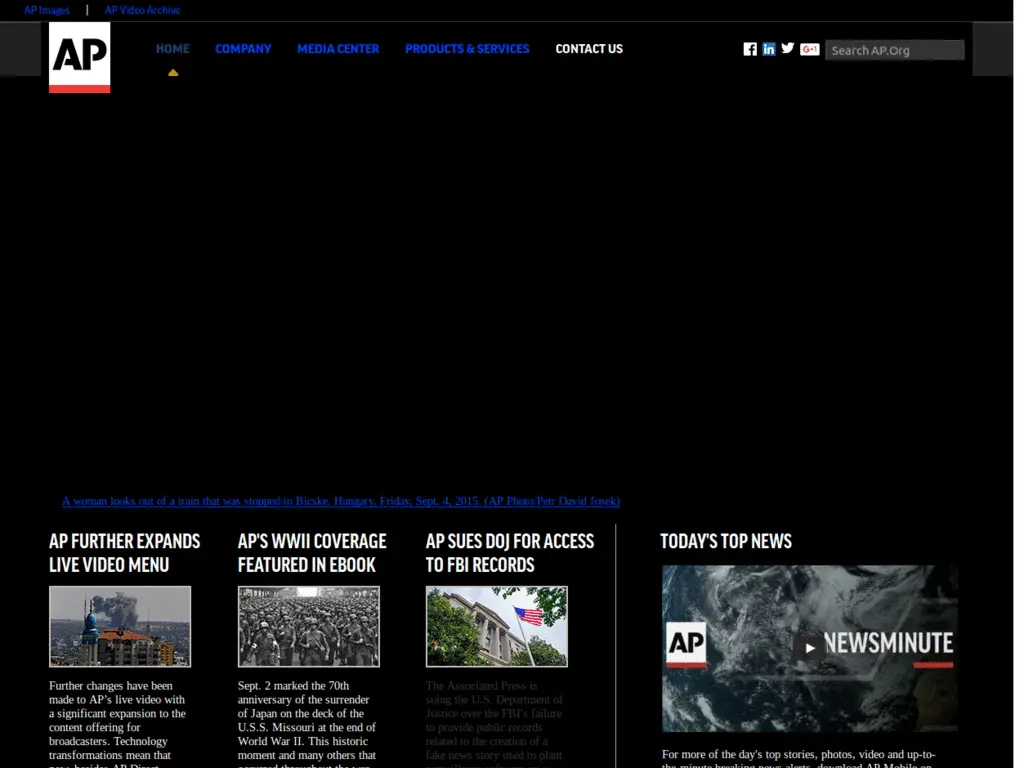 AP Images | AP Video Archive
AP
HOME COMPANY MEDIA CENTER PRODUCTS & SERVICES CONTACT US
f in G+1 Search AP.Org
A woman looks out of a train that was stopped in Bicske, Hungary, Friday, Sept. 4, 2015. (AP Photo/Petr David Josek)
AP FURTHER EXPANDS
LIVE VIDEO MENU
Further changes have been
made to AP's live video with
a significant expansion to the
content offering for
broadcasters. Technology
transformations mean that
AP'S WWII COVERAGE
FEATURED IN EBOOK
Sept. 2 marked the 70th
anniversary of the surrender
of Japan on the deck of the
U.S.S. Missouri at the end of
World War II. This historic
moment and many others that
AP SUES DOJ FOR ACCESS
TO FBI RECORDS
The Associated Press is
suing the U.S. Department of
Justice over the FBI's failure
to provide public records
related to the creation of a
fake news story used to plant
TODAY'S TOP NEWS
AP NEWSMINUTE
For more of the day's top stories, photos, video and up-to-
the-minute breaking news alerts, download AP Mobile on